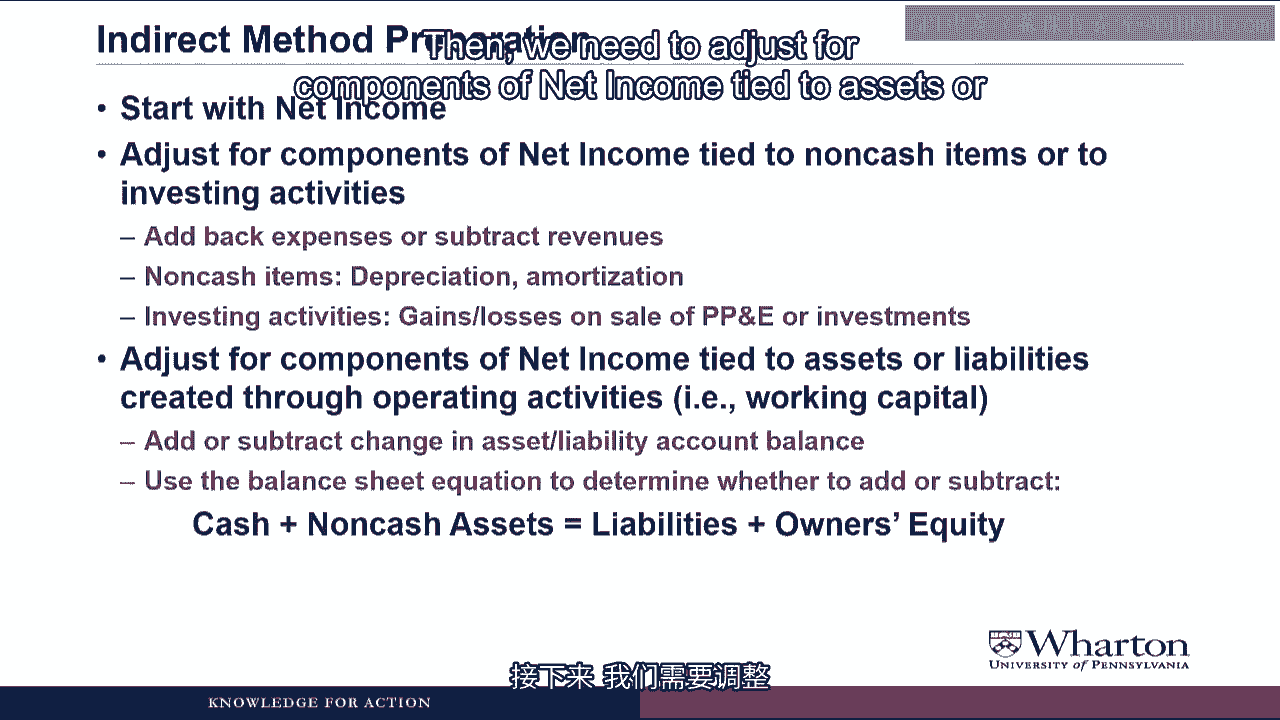 Indirect Method Preparation
Then, we need to adjust for
components of Net Income tied to assets or
• Start with Net Income
• Adjust for components of Net Income tied to noncash items or to
investing activities
– Add back expenses or subtract revenues
– Noncash items: Depreciation, amortization
– Investing activities: Gains/losses on sale of PP&E or investments
• Adjust for components of Net Income tied to assets or liabilities
created through operating activities (i.e., working capital)
– Add or subtract change in asset/liability account balance
– Use the balance sheet equation to determine whether to add or subtract:
Cash + Noncash Assets = Liabilities + Owners’ Equity
Wharton
UNIVERSITY of PENNSYLVANIA
接下来 我们需要调整
KNOWLEDGE FOR ACTION